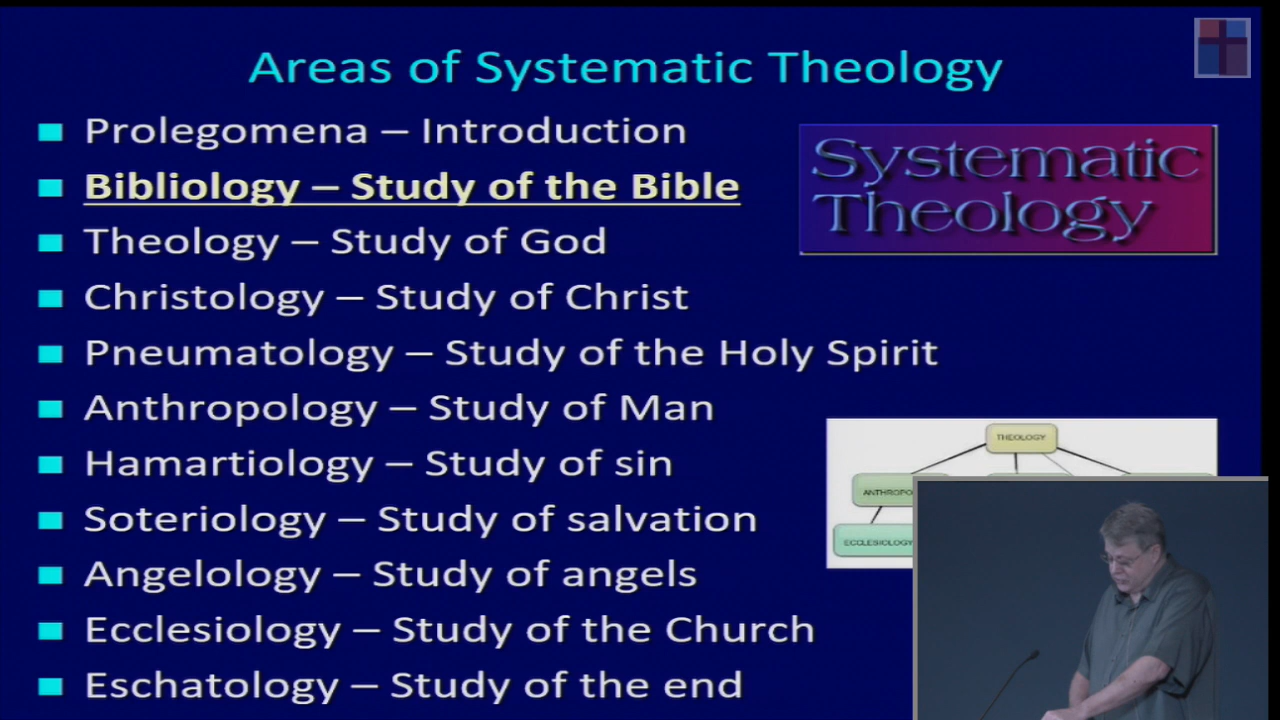 Areas of Systematic Theology
Prolegomena – Introduction
Bibliology – Study of the Bible
Theology – Study of God
Christology – Study of Christ
Pneumatology – Study of the Holy Spirit
Anthropology – Study of Man
Hamartiology – Study of sin
Soteriology – Study of salvation
Angelology – Study of angels
Ecclesiology – Study of the Church
Eschatology – Study of the end
Systematic
Theology
THEOLOGY
ECCLESIOLOGY